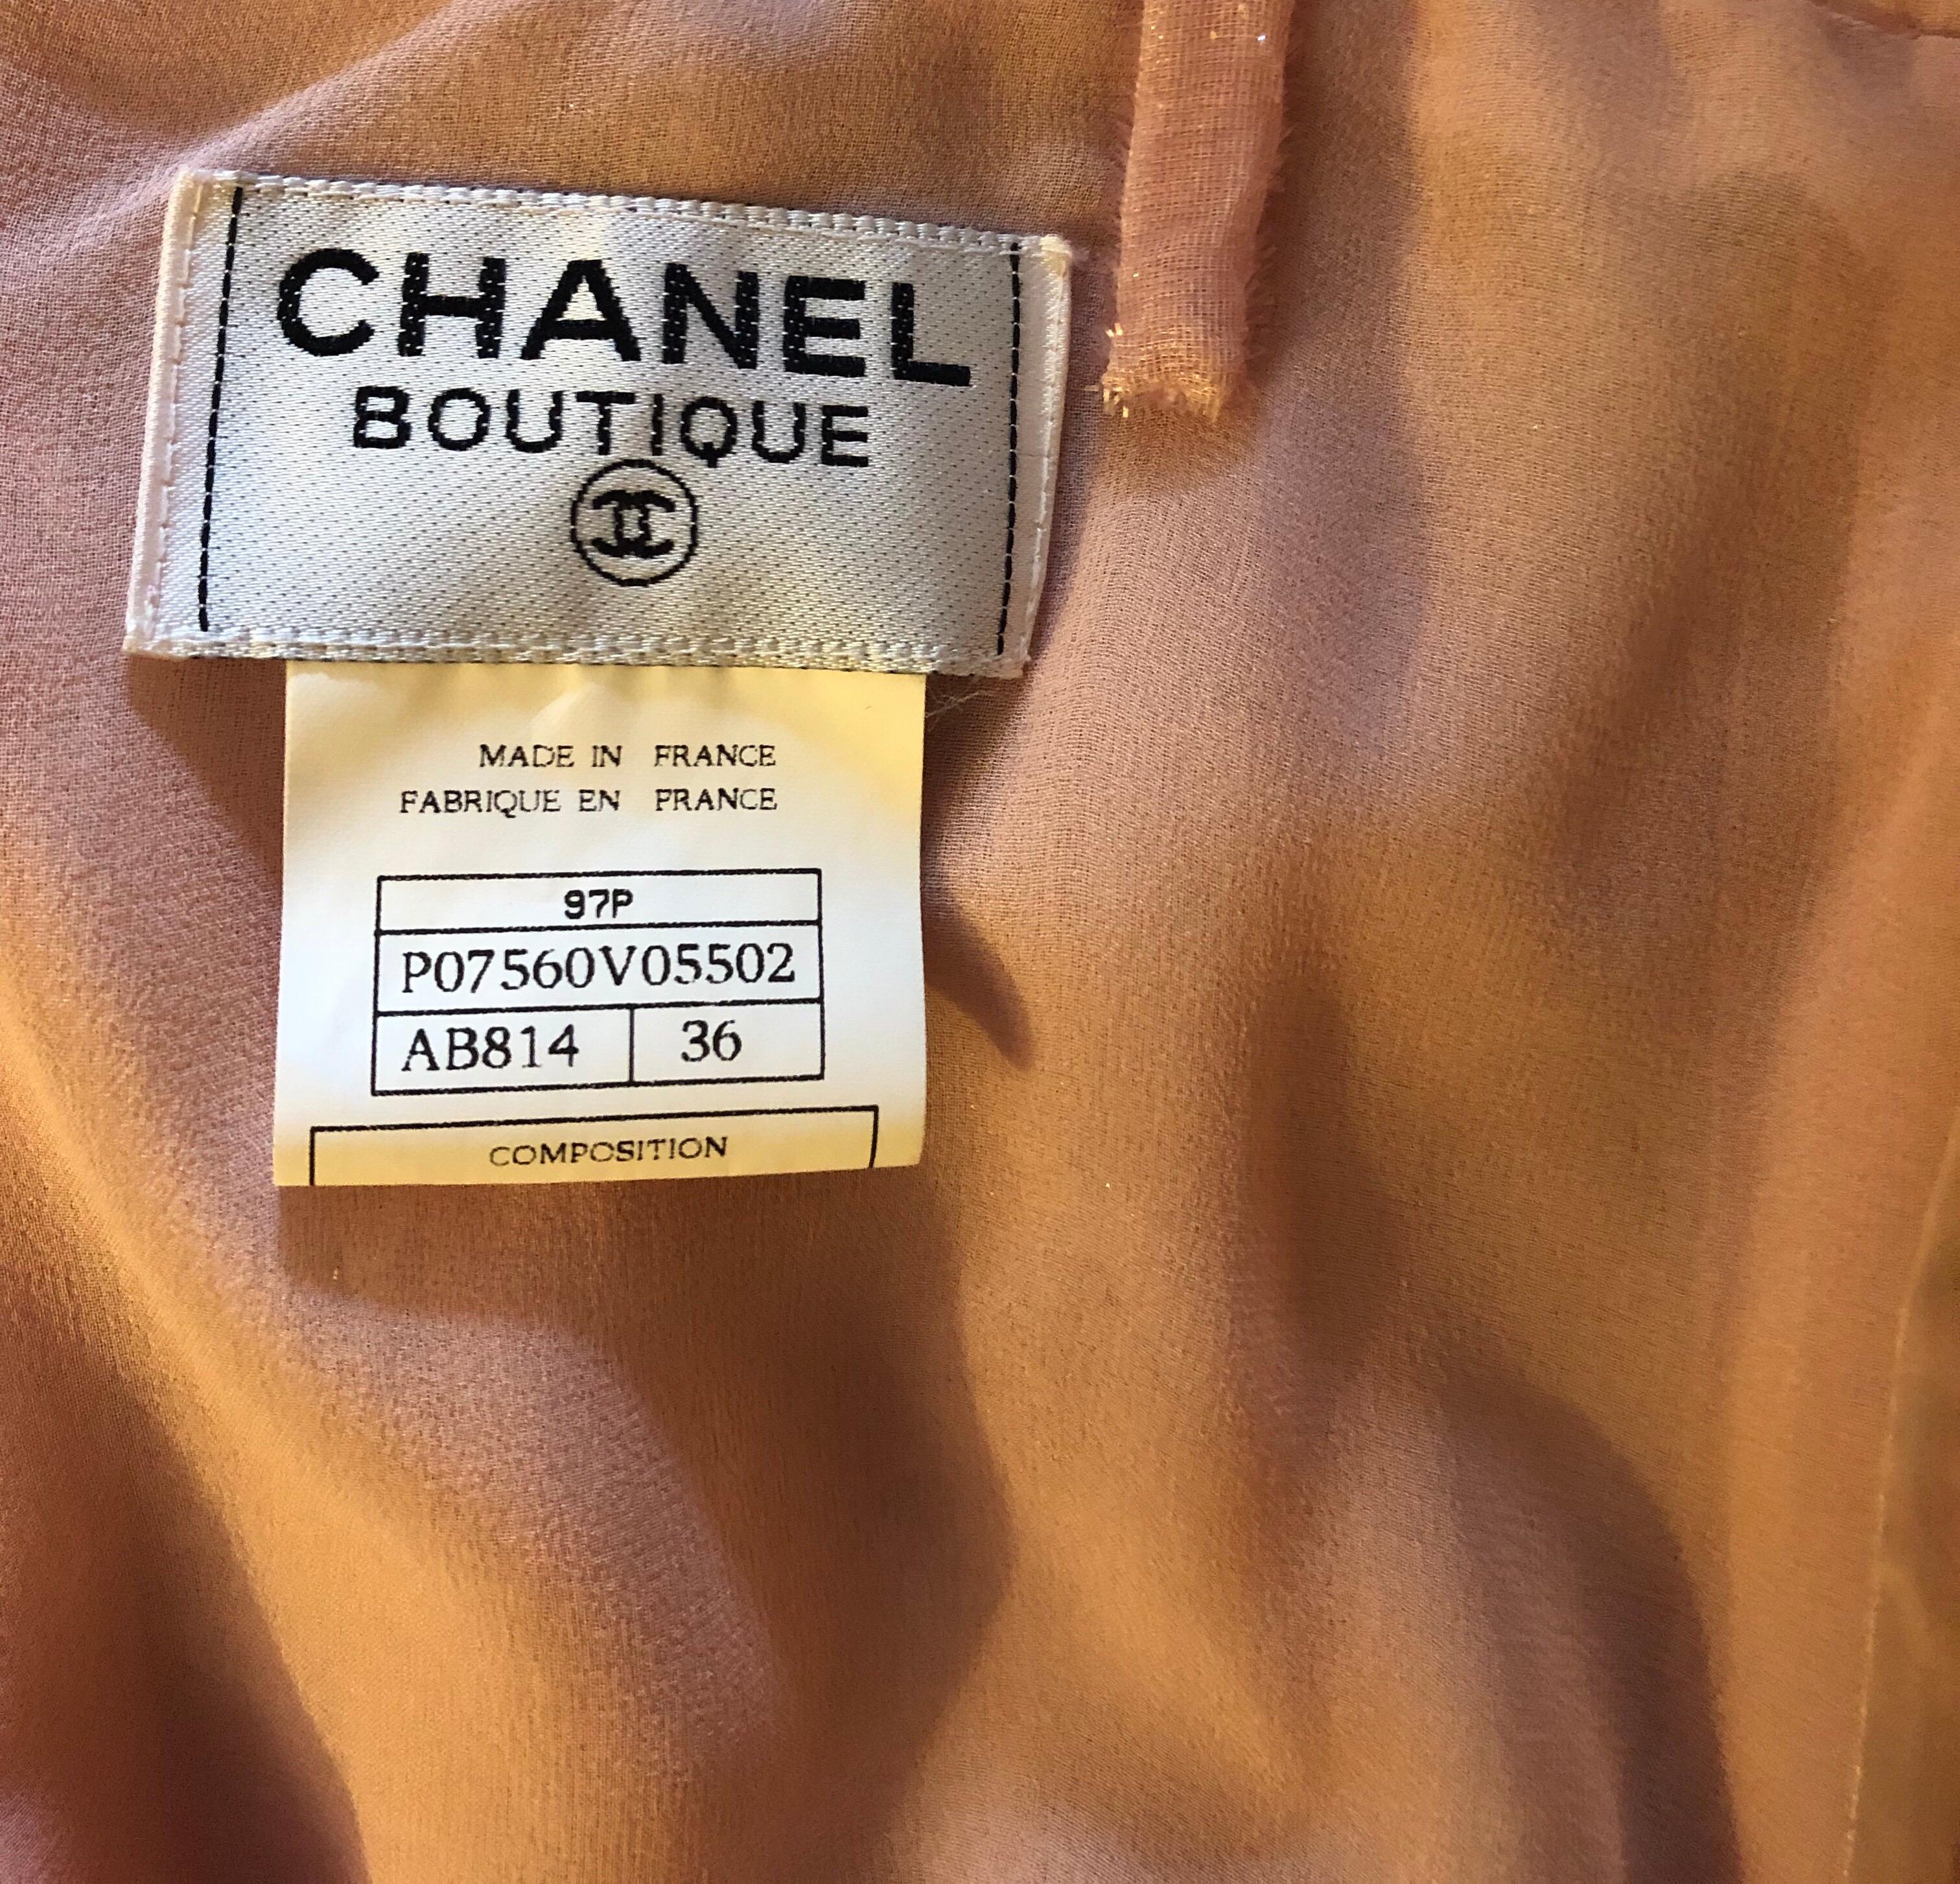 CHANEL
BOUTIQUE
MADE IN FRANCE
FABRIQUE EN FRANCE
97P
P07560V05502
AB814 36
COMPOSITION